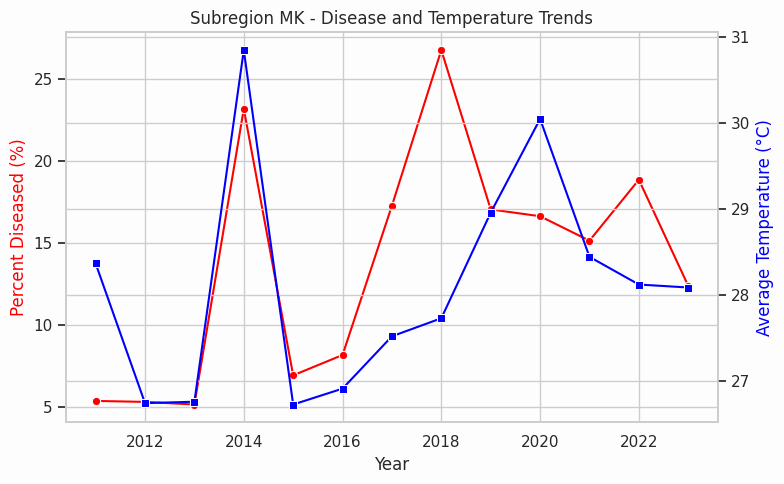 Subregion MK - Disease and Temperature Trends
Percent Diseased (%)
25
20
15
10
5
31
30
29
28
27
Average Temperature (°C)
2012 2014 2016 2018 2020 2022
Year